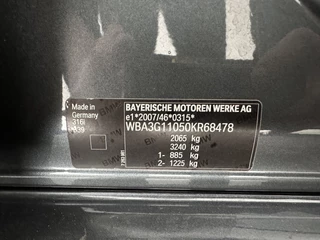 BAYERISCHE MOTOREN WERKE AG
e1*2007/46*0315*
WBA3G11050KR68478
2065 kg
3240 kg
1- 885 kg
2- 1225 kg
Made in
Germany
316i